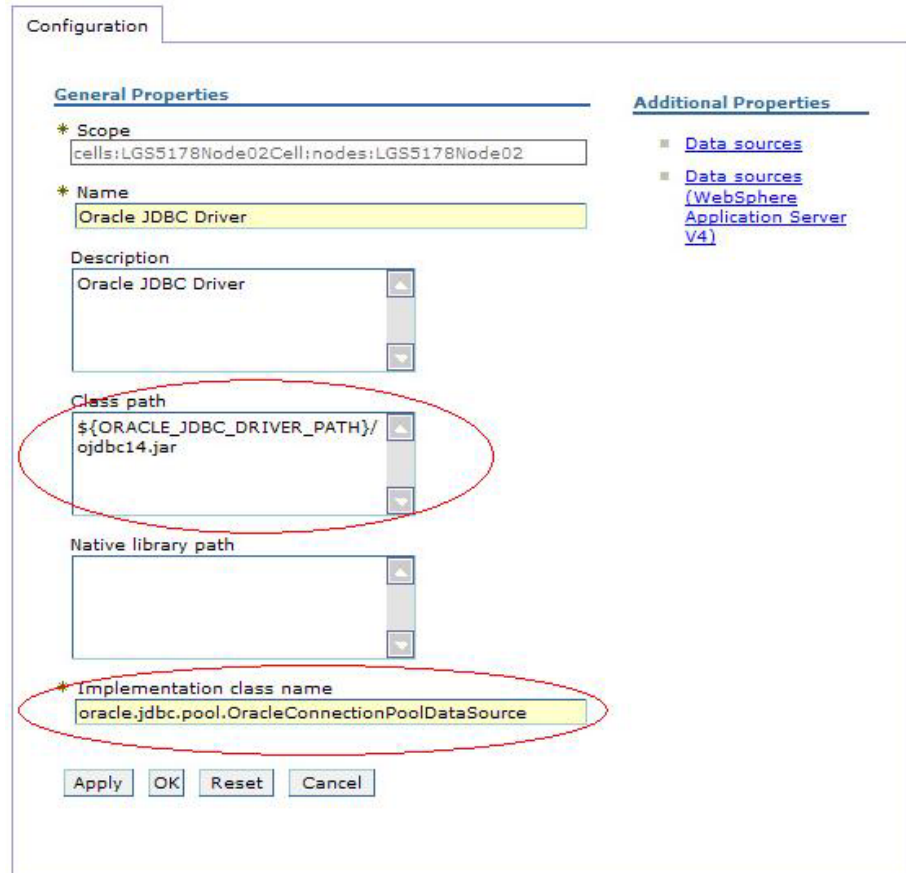 Configuration
General Properties
* Scope
cells:LGS5178Node02Cell:nodes:LGS5178Node02
* Name
Oracle JDBC Driver
Description
Oracle JDBC Driver
Class path
${ORACLE_JDBC_DRIVER_PATH}/
ojdbc14.jar
Native library path
* Implementation class name
oracle.jdbc.pool.OracleConnectionPoolDataSource
Apply OK Reset Cancel
Additional Properties
Data sources
Data sources
(WebSphere
Application Server
V4)